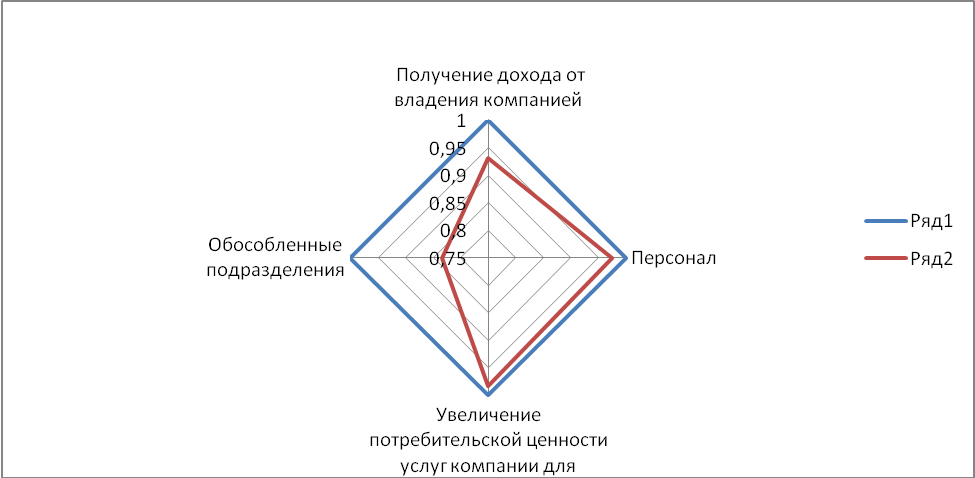 Получение дохода от
владения компанией
1
0,95
0,9
0,85
0,8
0,75
Обособленные
подразделения
Персонал
Увеличение
потребительской ценности
услуг компании для
Ряд1
Ряд2